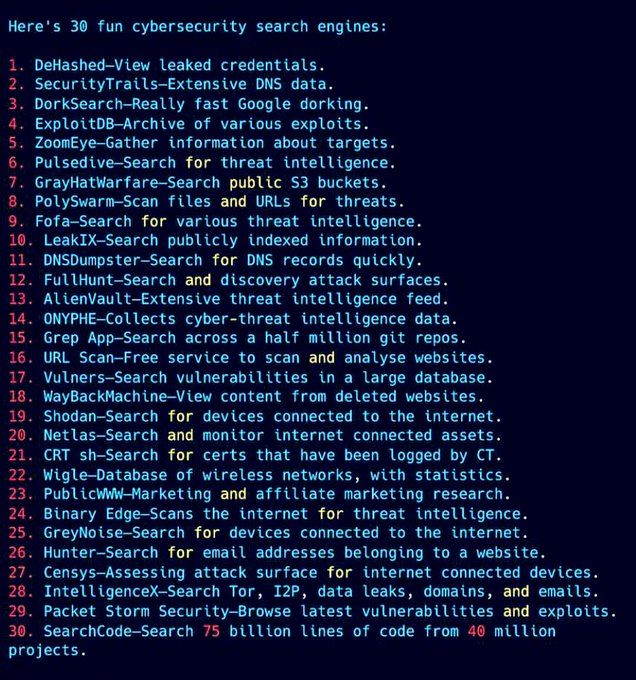 Here's 30 fun cybersecurity search engines:
1. DeHashed—View leaked credentials.
2. SecurityTrails—Extensive DNS data.
3. DorkSearch—Really fast Google dorking.
4. ExploitDB—Archive of various exploits.
5. ZoomEye—Gather information about targets.
6. Pulsedive—Search for threat intelligence.
7. GrayHatWarfare—Search public S3 buckets.
8. PolySwarm—Scan files and URLs for threats.
9. Fofa—Search for various threat intelligence.
10. LeakIX—Search publicly indexed information.
11. DNSDumpster—Search for DNS records quickly.
12. FullHunt—Search and discovery attack surfaces.
13. AlienVault—Extensive threat intelligence feed.
14. ONYPHE—Collects cyber-threat intelligence data.
15. Grep App—Search across a half million git repos.
16. URL Scan—Free service to scan and analyse websites.
17. Vulners—Search vulnerabilities in a large database.
18. WayBackMachine—View content from deleted websites.
19. Shodan—Search for devices connected to the internet.
20. Netlas—Search and monitor internet connected assets.
21. CRT sh—Search for certs that have been logged by CT.
22. Wigle—Database of wireless networks, with statistics.
23. PublicWWW—Marketing and affiliate marketing research.
24. Binary Edge—Scans the internet for threat intelligence.
25. GreyNoise—Search for devices connected to the internet.
26. Hunter—Search for email addresses belonging to a website.
27. Censys—Assessing attack surface for internet connected devices.
28. IntelligenceX—Search Tor, I2P, data leaks, domains, and emails.
29. Packet Storm Security—Browse latest vulnerabilities and exploits.
30. SearchCode—Search 75 billion lines of code from 40 million
projects.